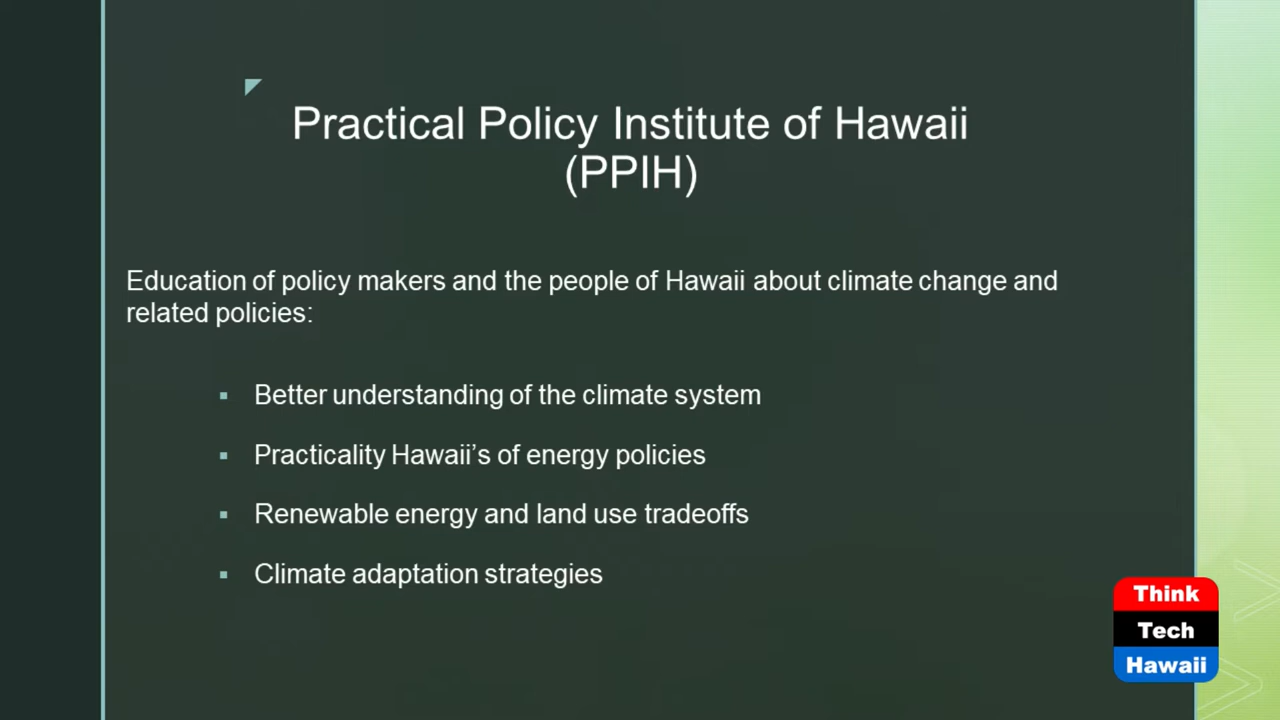 Practical Policy Institute of Hawaii
(PPIH)
Education of policy makers and the people of Hawaii about climate change and
related policies:
▪ Better understanding of the climate system
▪ Practicality Hawaii’s of energy policies
▪ Renewable energy and land use tradeoffs
▪ Climate adaptation strategies
Think
Tech
Hawaii